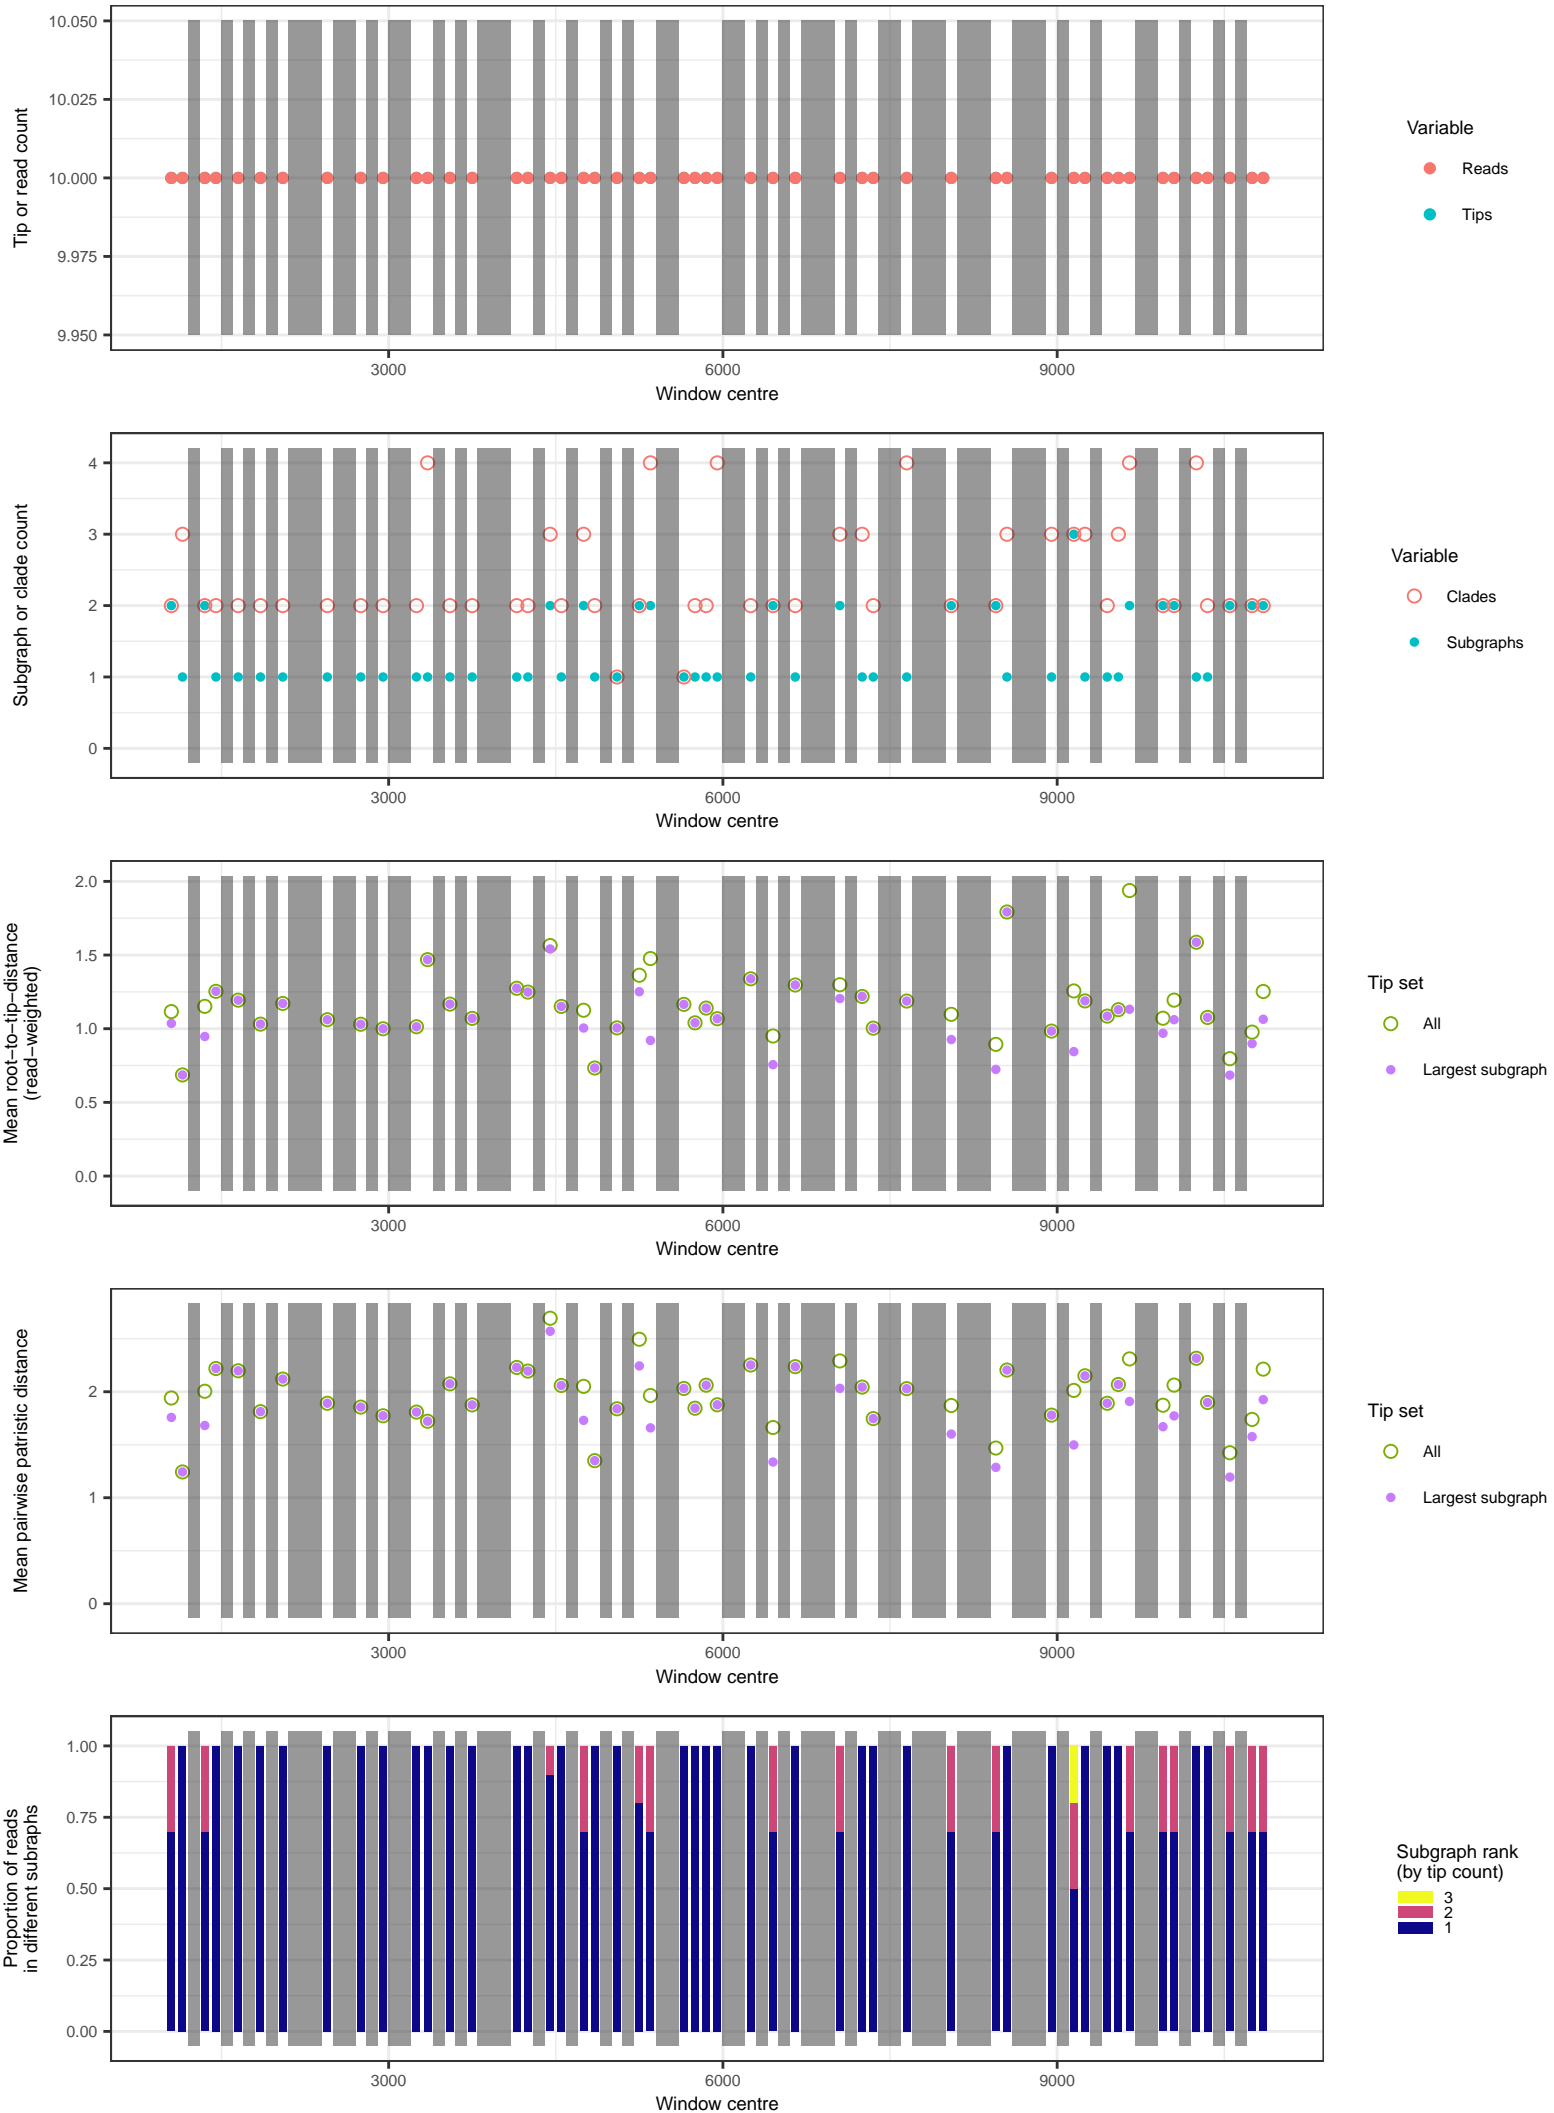 Tip or read count
10.050
10.025
10.000
9.975
9.950
3000
6000
9000
Window centre
Variable
Reads
Tips
Subgraph or clade count
4
3
2
1
0
3000
6000
9000
Window centre
Variable
Clades
Subgraphs
Mean root−to−tip−distance
(read−weighted)
2.0
1.5
1.0
0.5
0.0
3000
6000
9000
Window centre
Tip set
All
Largest subgraph
Mean pairwise patristic distance
2
1
0
3000
6000
9000
Window centre
Tip set
All
Largest subgraph
Proportion of reads
in different subraphs
1.00
0.75
0.50
0.25
0.00
3000
6000
9000
Window centre
Subgraph rank
(by tip count)
3
2
1